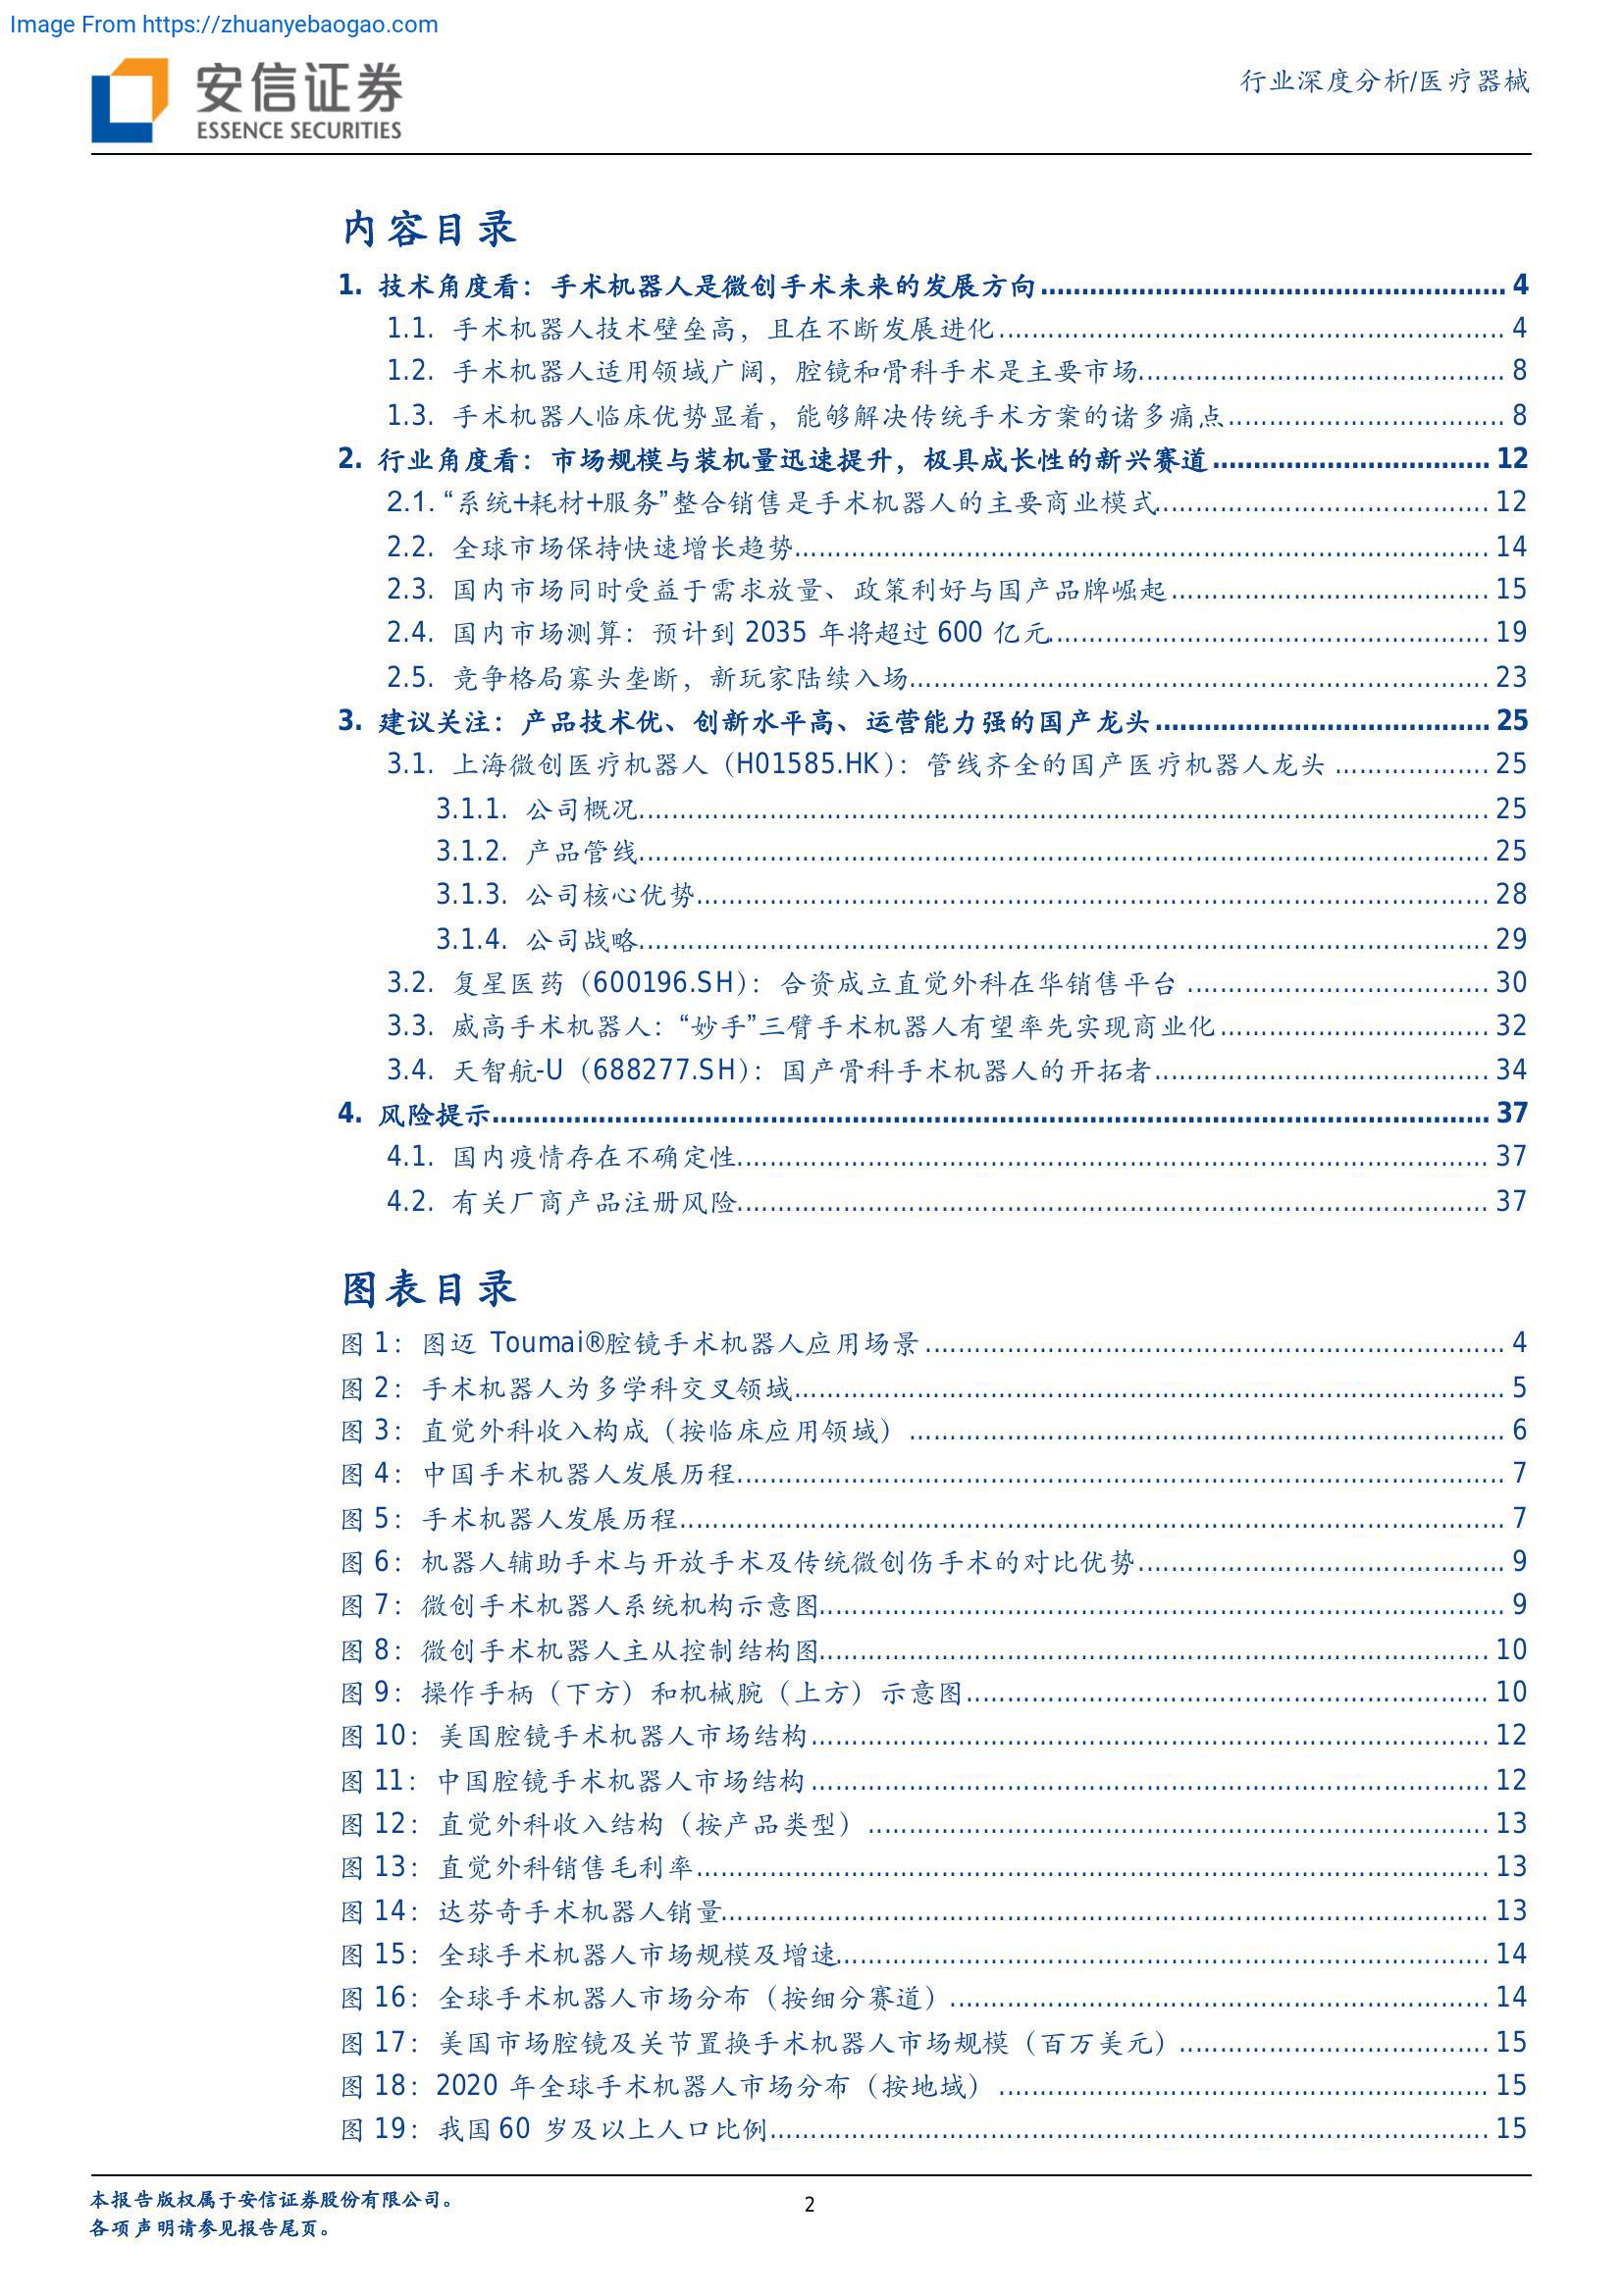 Image From https://zhuanyebaogao.com
安信证券
ESSENCE SECURITIES
行业深度分析/医疗器械
内容目录
1. 技术角度看：手术机器人是微创手术未来的发展方向 4
1.1. 手术机器人技术壁垒高，且在不断发展进化 4
1.2. 手术机器人适用领域广阔，腔镜和骨科手术是主要市场 8
1.3. 手术机器人临床优势显着，能够解决传统手术方案的诸多痛点 8
2. 行业角度看：市场规模与装机量迅速提升，极具成长性的新兴赛道 12
2.1. “系统+耗材+服务”整合销售是手术机器人的主要商业模式 12
2.2. 全球市场保持快速增长趋势 14
2.3. 国内市场同时受益于需求放量、政策利好与国产品牌崛起 15
2.4. 国内市场测算：预计到 2035 年将超过 600 亿元 19
2.5. 竞争格局寡头垄断，新玩家陆续入场 23
3. 建议关注：产品技术优、创新水平高、运营能力强的国产龙头 25
3.1. 上海微创医疗机器人（H01585.HK）：管线齐全的国产医疗机器人龙头 25
3.1.1. 公司概况 25
3.1.2. 产品管线 25
3.1.3. 公司核心优势 28
3.1.4. 公司战略 29
3.2. 复星医药（600196.SH）：合资成立直觉外科在华销售平台 30
3.3. 威高手术机器人：“妙手”三臂手术机器人有望率先实现商业化 32
3.4. 天智航-U（688277.SH）：国产骨科手术机器人的开拓者 34
4. 风险提示 37
4.1. 国内疫情存在不确定性 37
4.2. 有关厂商产品注册风险 37
图表目录
图 1：图迈 Toumai®腔镜手术机器人应用场景 4
图 2：手术机器人为多学科交叉领域 5
图 3：直觉外科收入构成（按临床应用领域） 6
图 4：中国手术机器人发展历程 7
图 5：手术机器人发展历程 7
图 6：机器人辅助手术与开放手术及传统微创伤手术的对比优势 9
图 7：微创手术机器人系统机构示意图 9
图 8：微创手术机器人主从控制结构图 10
图 9：操作手柄（下方）和机械腕（上方）示意图 10
图 10：美国腔镜手术机器人市场结构 12
图 11：中国腔镜手术机器人市场结构 12
图 12：直觉外科收入结构（按产品类型） 13
图 13：直觉外科销售毛利率 13
图 14：达芬奇手术机器人销量 13
图 15：全球手术机器人市场规模及增速 14
图 16：全球手术机器人市场分布（按细分赛道） 14
图 17：美国市场腔镜及关节置换手术机器人市场规模（百万美元） 15
图 18：2020 年全球手术机器人市场分布（按地域） 15
图 19：我国 60 岁及以上人口比例 15
本报告版权属于安信证券股份有限公司。
各项声明请参见报告尾页。
2